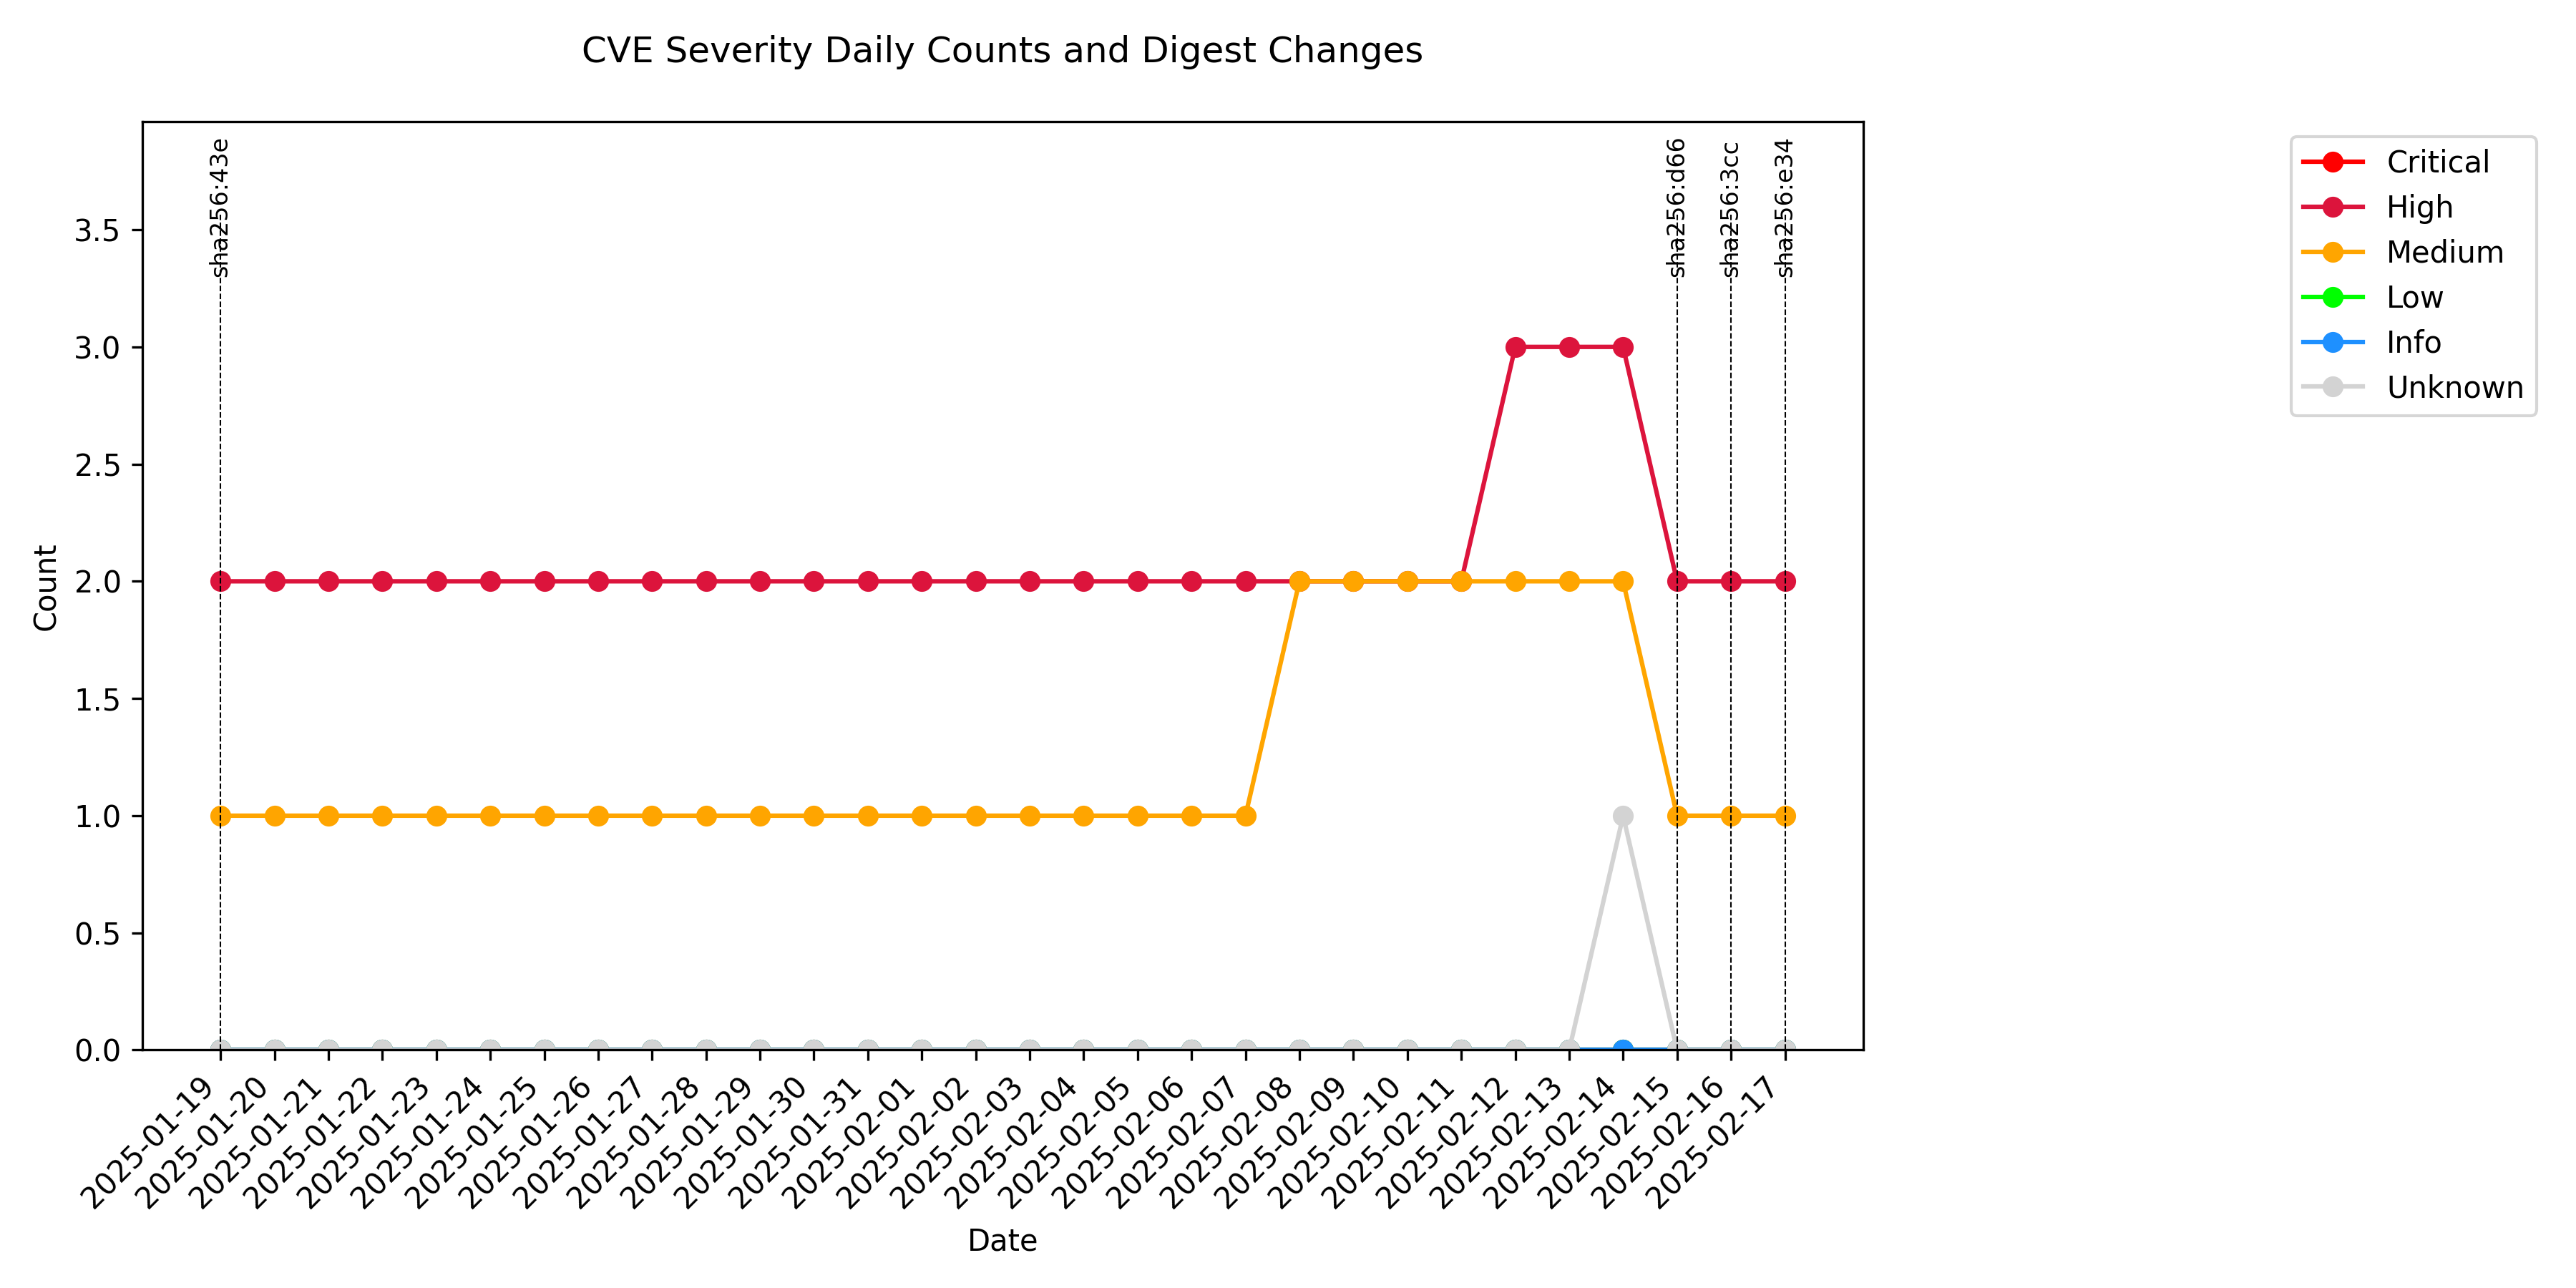 CVE Severity Daily Counts and Digest Changes
sha256:43e
sha256:d66
sha256:3cc
sha256:e34
Critical
High
Medium
Low
Info
Unknown
3.5
3.0
2.5
2.0
1.5
1.0
0.5
0.0
Count
2025-01-19
2025-01-20
2025-01-21
2025-01-22
2025-01-23
2025-01-24
2025-01-25
2025-01-26
2025-01-27
2025-01-28
2025-01-29
2025-01-30
2025-01-31
2025-02-01
2025-02-02
2025-02-03
2025-02-04
2025-02-05
2025-02-06
2025-02-07
2025-02-08
2025-02-09
2025-02-10
2025-02-11
2025-02-12
2025-02-13
2025-02-14
2025-02-15
2025-02-16
2025-02-17
Date